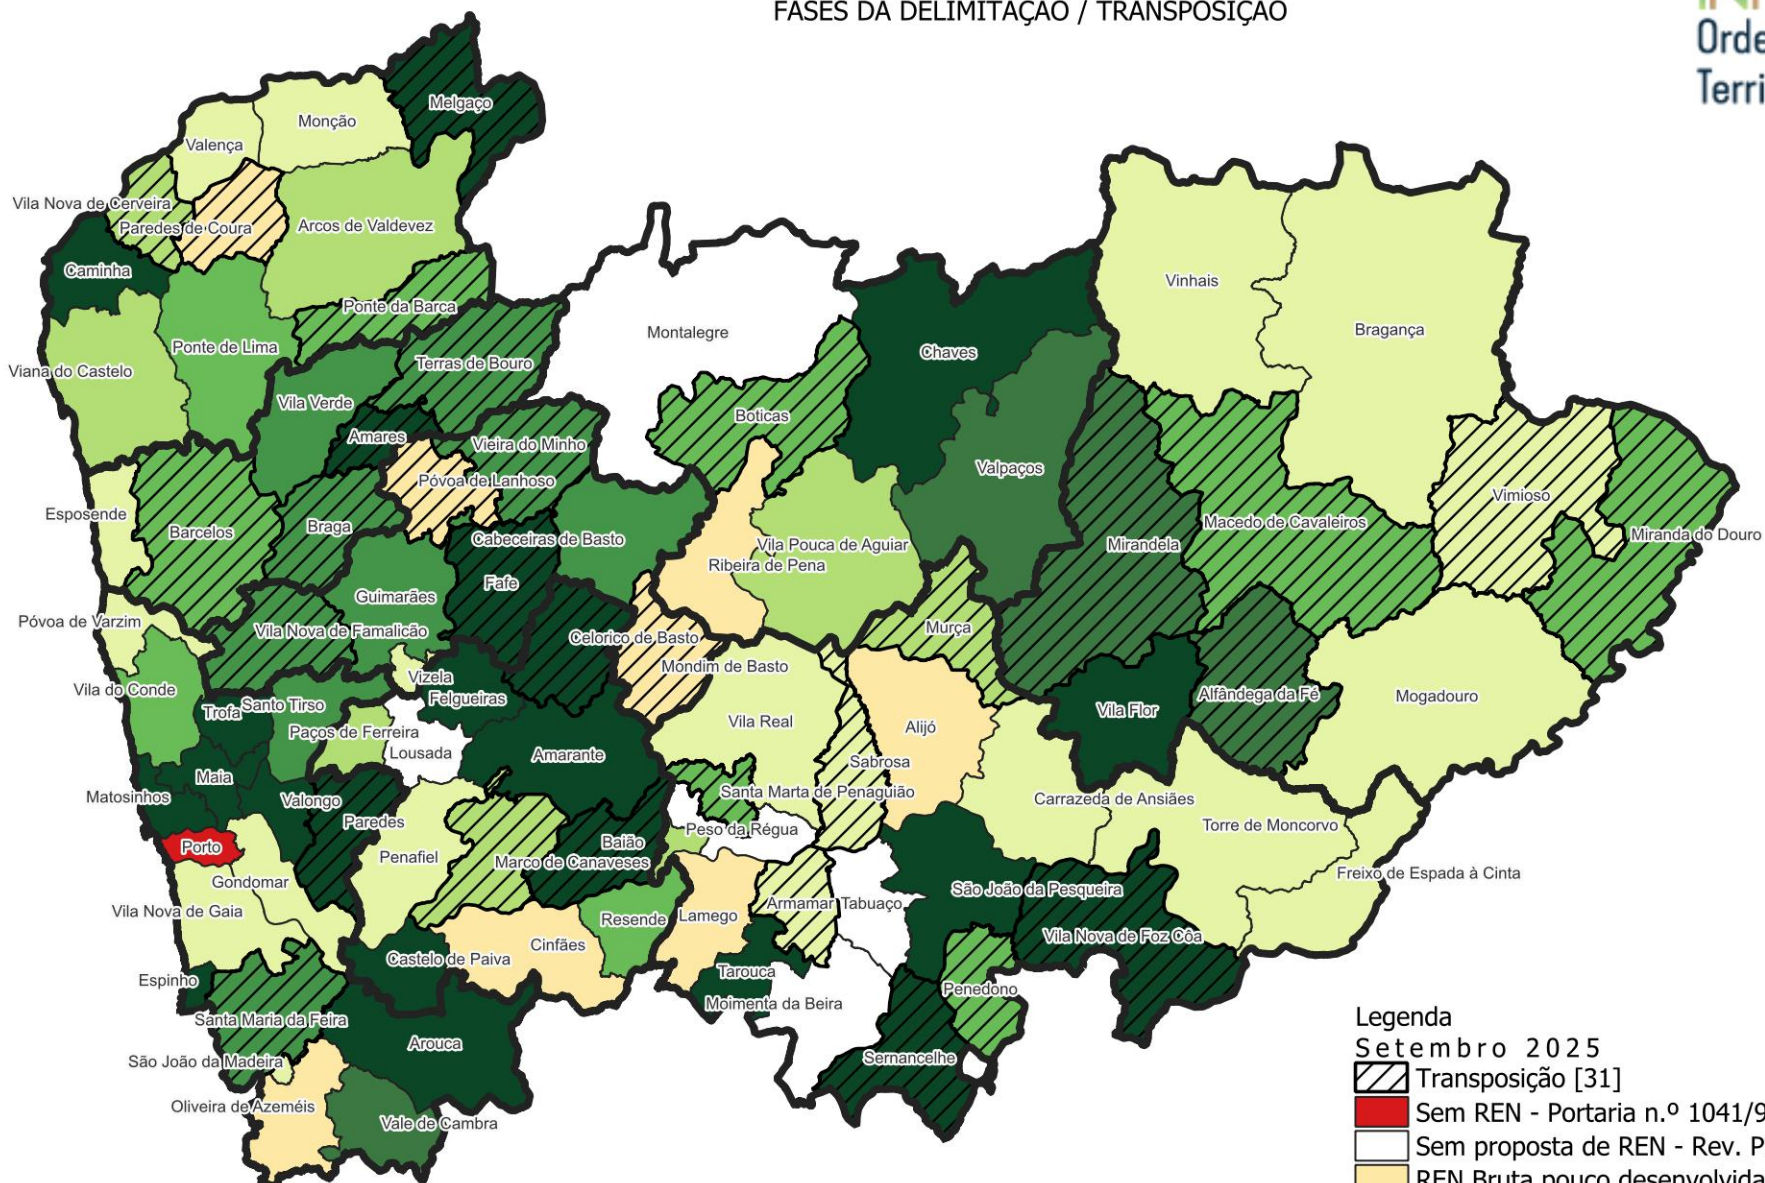 FASES DA DELIMITAÇÃO / TRANSPOSIÇÃO
Orde
Terri
Melgaço
Monção
Valença
Vila Nova de Cerveira
Paredes de Coura
Arcos de Valdevez
Caminha
Ponte da Barca
Vinhais
Bragança
Montalegre
Ponte de Lima
Viana do Castelo
Terras de Bouro
Chaves
Vila Verde
Boticas
Amares
Vieira do Minho
Valpaços
Póvoa de Lanhoso
Vimioso
Esposende
Barcelos
Braga
Macedo de Cavaleiros
Miranda do Douro
Cabeceiras de Basto
Vila Pouca de Aguiar
Mirandela
Ribeira de Pena
Fafe
Guimarães
Póvoa de Varzim
Vila Nova de Famalicão
Celorico de Basto
Murça
Mondim de Basto
Vizela
Vila do Conde
Felgueiras
Alfândega da Fé
Mogadouro
Trofa
Santo Tirso
Vila Flor
Paços de Ferreira
Vila Real
Alijó
Lousada
Amarante
Sabrosa
Maia
Santa Marta de Penaguião
Matosinhos
Valongo
Carrazeda de Ansiães
Paredes
Peso da Régua
Torre de Moncorvo
Porto
Baião
Penafiel
Marco de Canaveses
Freixo de Espada à Cinta
Gondomar
São João da Pesqueira
Vila Nova de Gaia
Resende
Lamego
Armamar
Tabuaço
Vila Nova de Foz Côa
Cinfães
Castelo de Paiva
Espinho
Tarouca
Penedono
Moimenta da Beira
Santa Maria da Feira
Arouca
São João da Madeira
Sernancelhe
Oliveira de Azeméis
Vale de Cambra
Legenda
Setembro 2025
Transposição [31]
Sem REN - Portaria n.º 1041/9
Sem proposta de REN - Rev. P
REN Bruta pouco desenvolvida